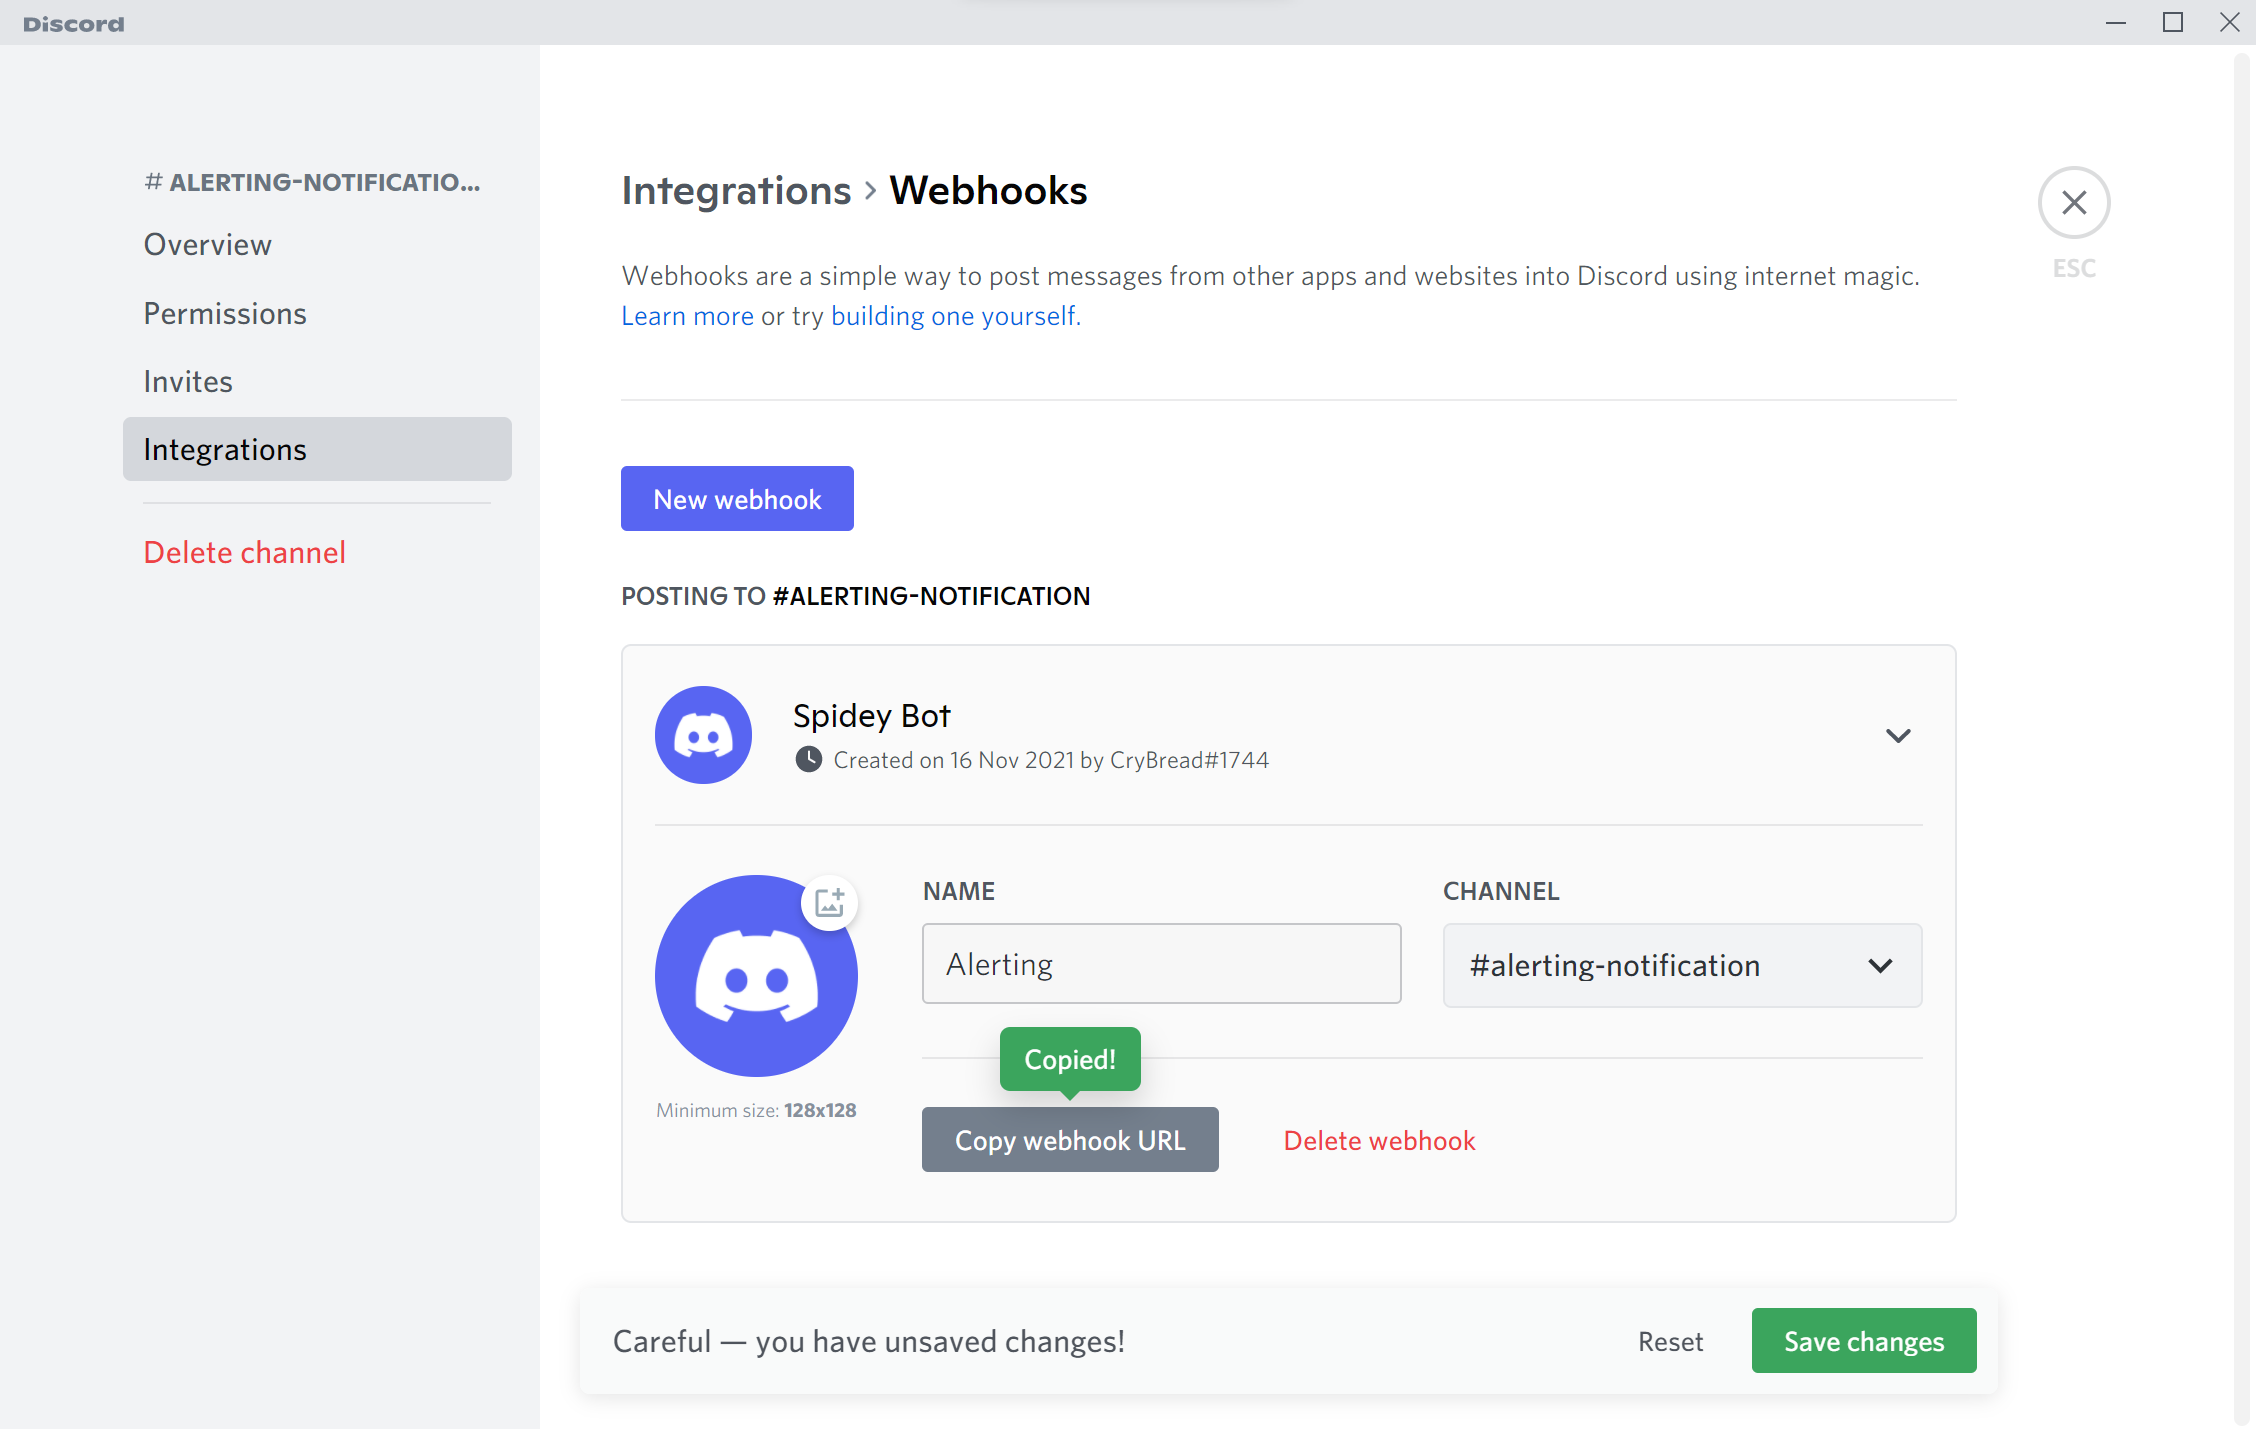 Discord
# ALERTING-NOTIFICATIO...
Overview
Permissions
Invites
Integrations
Delete channel
Integrations > Webhooks
ESC
Webhooks are a simple way to post messages from other apps and websites into Discord using internet magic.
Learn more or try building one yourself.
New webhook
POSTING TO #ALERTING-NOTIFICATION
Spidey Bot
Created on 16 Nov 2021 by CryBread#1744
NAME
CHANNEL
Alerting
#alerting-notification
Copied!
Minimum size: 128x128
Copy webhook URL
Delete webhook
Careful — you have unsaved changes!
Reset
Save changes